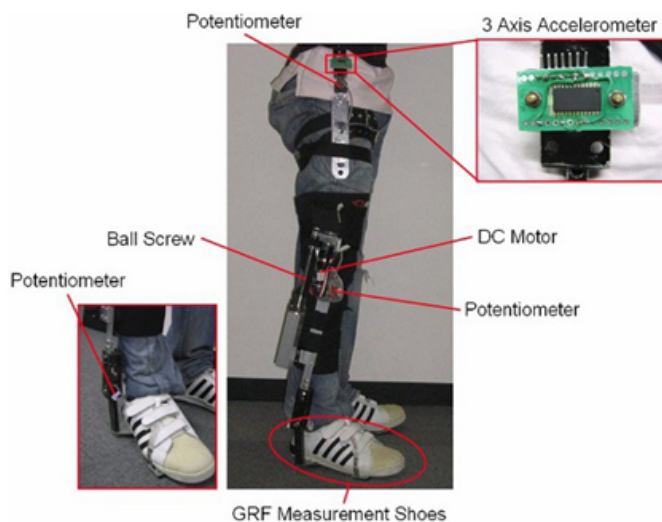 Potentiometer
3 Axis Accelerometer
Ball Screw
DC Motor
Potentiometer
Potentiometer
GRF Measurement Shoes